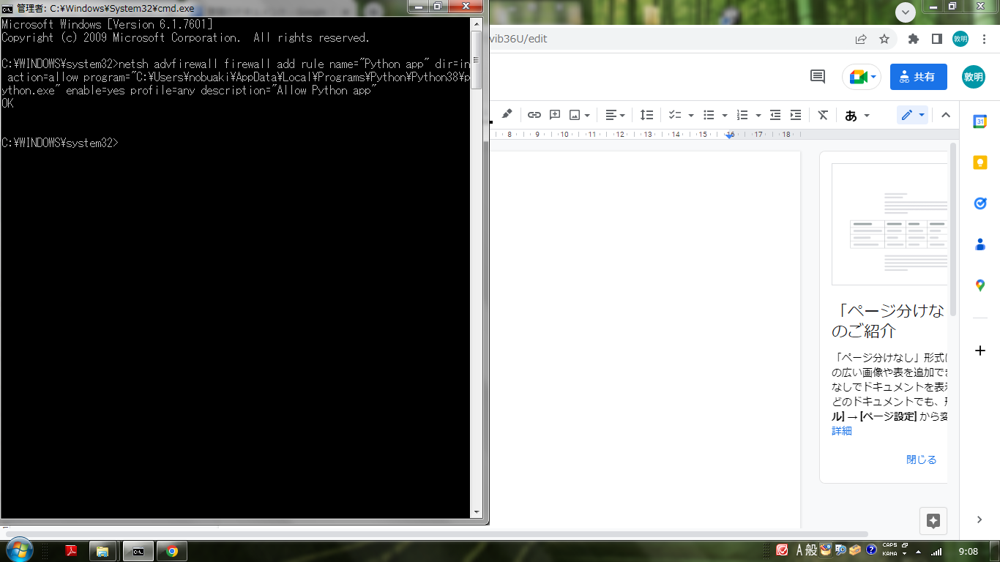 管理者: C:¥Windows¥System32¥cmd.exe
Microsoft Windows [Version 6.1.7601]
Copyright (c) 2009 Microsoft Corporation.  All rights reserved.
C:¥WINDOWS¥system32>netsh advfirewall firewall add rule name="Python app" dir=in
action=allow program="C:¥Users¥nobuaki¥AppData¥Local¥Programs¥Python¥Python38¥p
ython.exe" enable=yes profile=any description="Allow Python app"
OK
C:¥WINDOWS¥system32>
vib36U/edit
敦明
共有
敦明
あ
8 9 10 11 12 13 14 15 16 17 18
31
「ページ分けな
のご紹介
「ページ分けなし」形式に
の広い画像や表を追加でき
なしでドキュメントを表示
どのドキュメントでも、形
ル] → [ページ設定] から変
詳細
閉じる
A 般
CAPS
KANA
9:08